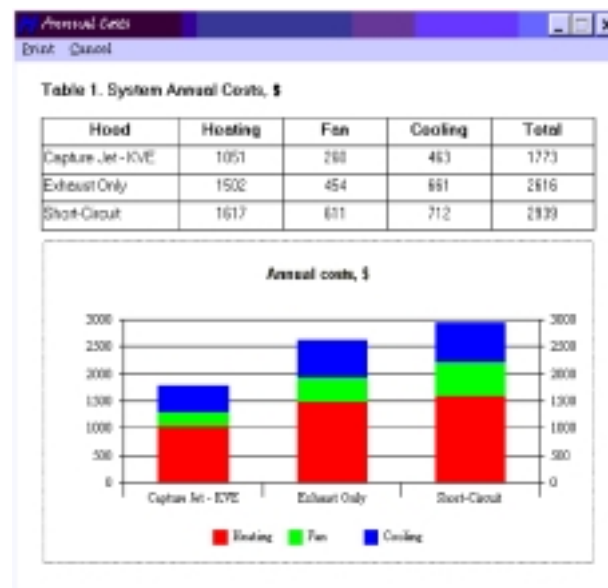 Annual Costs
Print Cancel
Table 1. System Annual Costs, $
Hood Heating Fan Cooling Total
Capture Jet - KVE 1051 260 463 1773
Exhaust Only 1502 454 661 2616
Short-Circuit 1617 611 712 2939
Annual costs, $
3000 3000
2500 2500
2000 2000
1500 1500
1000 1000
500 500
0 0
Capture Jet - KVE Exhaust Only Short-Circuit
Heating Fan Cooling